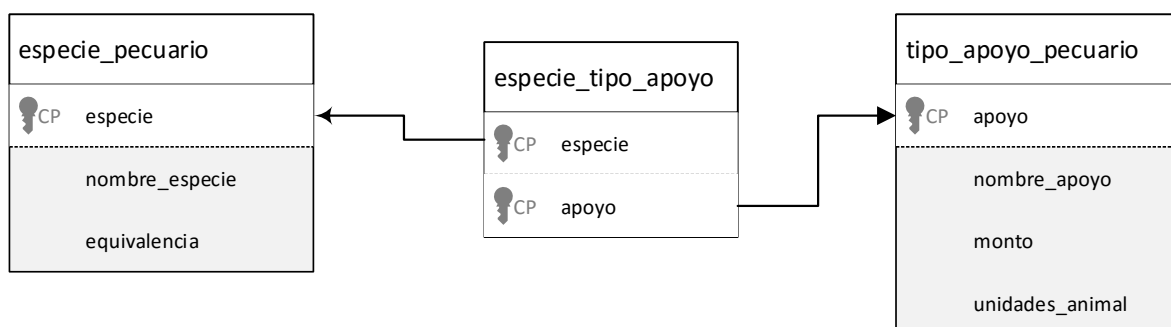 especie_pecuario
CP especie
nombre_especie
equivalencia
especie_tipo_apoyo
CP especie
CP apoyo
tipo_apoyo_pecuario
CP apoyo
nombre_apoyo
monto
unidades_animal